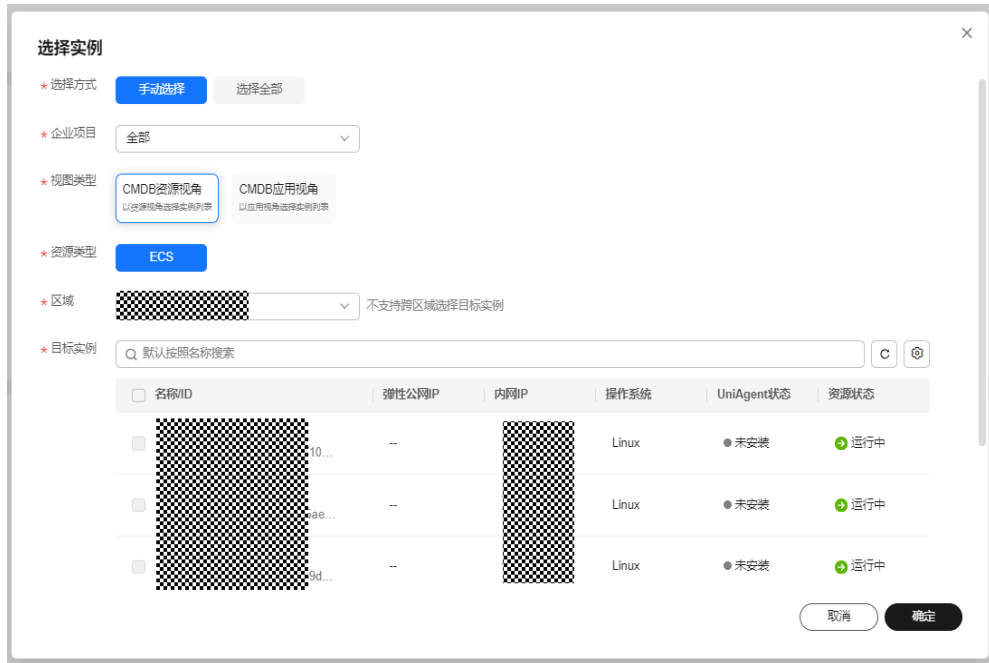 选择实例
* 选择方式 手动选择 选择全部
* 企业项目 全部
* 视图类型 CMDB资源视角 CMDB应用视角
以资源视角选择实例列表 以应用视角选择实例列表
* 资源类型 ECS
* 区域 不支持跨区域选择目标实例
* 目标实例 默认按照名称搜索
名称/ID 弹性公网IP 内网IP 操作系统 UniAgent状态 资源状态
10... -- Linux 未安装 运行中
ae... -- Linux 未安装 运行中
9d... -- Linux 未安装 运行中
取消 确定